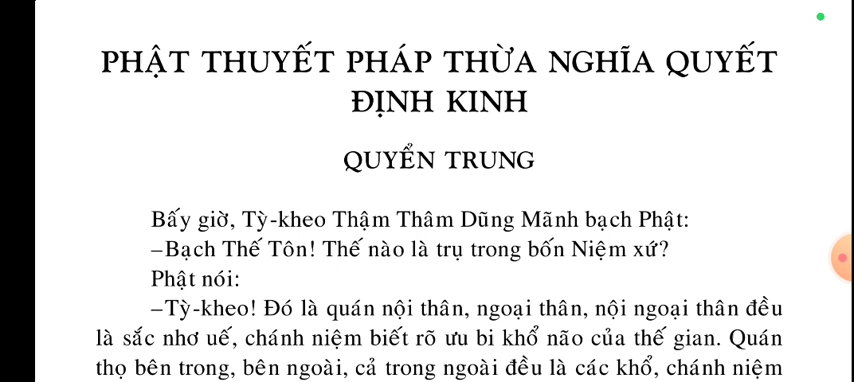 PHẬT THUYẾT PHÁP THỪA NGHĨA QUYẾT
ĐỊNH KINH
QUYỂN TRUNG
Bấy giờ, Tỳ-kheo Thậm Thâm Dũng Mãnh bạch Phật:
–Bạch Thế Tôn! Thế nào là trụ trong bốn Niệm xứ?
Phật nói:
–Tỳ-kheo! Đó là quán nội thân, ngoại thân, nội ngoại thân đều
là sắc nhơ uế, chánh niệm biết rõ ưu bi khổ não của thế gian. Quán
thọ bên trong, bên ngoài, cả trong ngoài đều là các khổ, chánh niệm